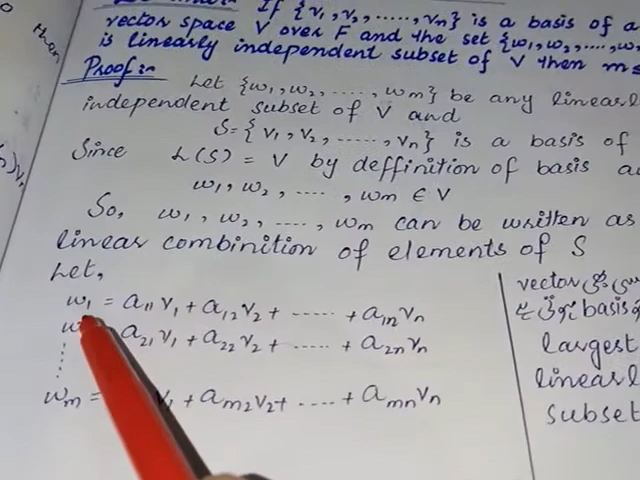 then
If {v₁, v₂, ....., vₙ} is a basis of a
vector space V over F and the set {w₁, w₂, ...., w
is linearly independent subset of V then m ≤
Proof:-
Let {w₁, w₂, ....., wm} be any linearl
independent subset of V and
S = { v₁, v₂, ....., vₙ} is a basis of
Since L(S) = V by deffinition of basis a
w₁, w₂, ....., wm ∈ V
So, w₁, w₂, ....., wm can be written as
linear combinition of elements of S
Let,
w₁ = a₁₁v₁ + a₁₂v₂ + ..... + a₁ₙvₙ
a₂₁v₁ + a₂₂v₂ + ..... + a₂ₙvₙ
wm = v₁ + am₂v₂ + .... + amnvn
vector
basis
largest
linearl
subset